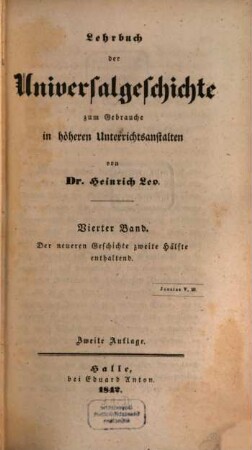 Lehrbuch
der
Universalgeschichte
zum Gebrauche
in höheren Unterrichtsanstalten
von
Dr. Heinrich Leo.
Vierter Band.
Der neueren Geschichte zweite Hälfte
enthaltend.
Zweite Auflage.
Halle,
bei Eduard Anton.
1842.